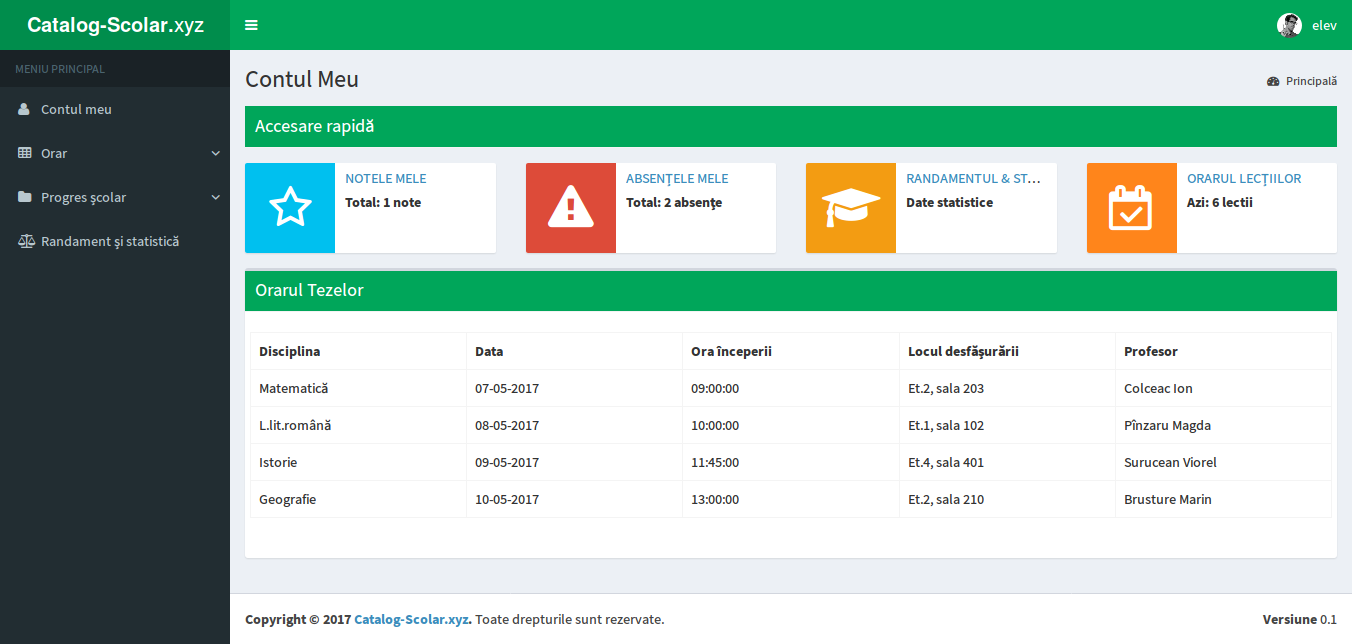 Catalog-Scolar.xyz
elev
MENIU PRINCIPAL
Contul meu
Orar
Progres şcolar
Randament şi statistică
Contul Meu
Principală
Accesare rapidă
NOTELE MELE
Total: 1 note
ABSENŢELE MELE
Total: 2 absenţe
RANDAMENTUL & ST...
Date statistice
ORARUL LECŢIILOR
Azi: 6 lectii
Orarul Tezelor
Disciplina Data Ora începerii Locul desfăşurării Profesor
Matematică 07-05-2017 09:00:00 Et.2, sala 203 Colceac Ion
L.lit.română 08-05-2017 10:00:00 Et.1, sala 102 Pînzaru Magda
Istorie 09-05-2017 11:45:00 Et.4, sala 401 Surucean Viorel
Geografie 10-05-2017 13:00:00 Et.2, sala 210 Brusture Marin
Copyright © 2017 Catalog-Scolar.xyz. Toate drepturile sunt rezervate.
Versiune 0.1